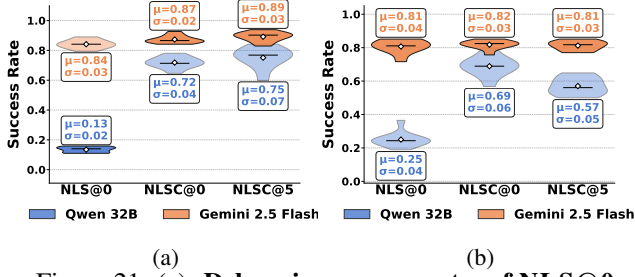 μ=0.87
σ=0.02
μ=0.89
σ=0.03
1.0
0.8
0.6
0.4
0.2
0.0
Success Rate
μ=0.84
σ=0.03
μ=0.72
σ=0.04
μ=0.75
σ=0.07
μ=0.13
σ=0.02
NLS@0 NLSC@0 NLSC@5
Qwen 32B Gemini 2.5 Flash
(a)
μ=0.81
σ=0.04
μ=0.82
σ=0.03
μ=0.81
σ=0.03
1.0
0.8
0.6
0.4
0.2
0.0
Success Rate
μ=0.69
σ=0.06
μ=0.57
σ=0.05
μ=0.25
σ=0.04
NLS@0 NLSC@0 NLSC@5
Qwen 32B Gemini 2.5 Flash
(b)